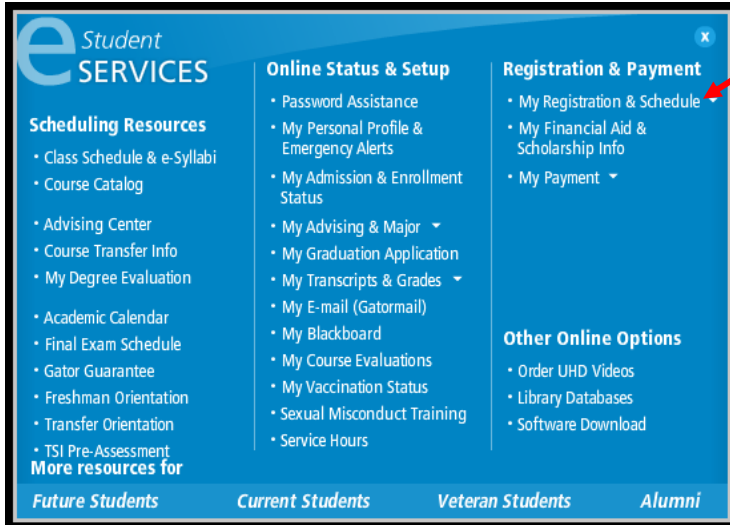 e Student
SERVICES
x
Scheduling Resources
• Class Schedule & e-Syllabi
• Course Catalog
• Advising Center
• Course Transfer Info
• My Degree Evaluation
• Academic Calendar
• Final Exam Schedule
• Gator Guarantee
• Freshman Orientation
• Transfer Orientation
• TSI Pre-Assessment
More resources for
Online Status & Setup
• Password Assistance
• My Personal Profile &
Emergency Alerts
• My Admission & Enrollment
Status
• My Advising & Major
• My Graduation Application
• My Transcripts & Grades
• My E-mail (Gatormail)
• My Blackboard
• My Course Evaluations
• My Vaccination Status
• Sexual Misconduct Training
• Service Hours
Registration & Payment
• My Registration & Schedule
• My Financial Aid &
Scholarship Info
• My Payment
Other Online Options
• Order UHD Videos
• Library Databases
• Software Download
Future Students
Current Students
Veteran Students
Alumni